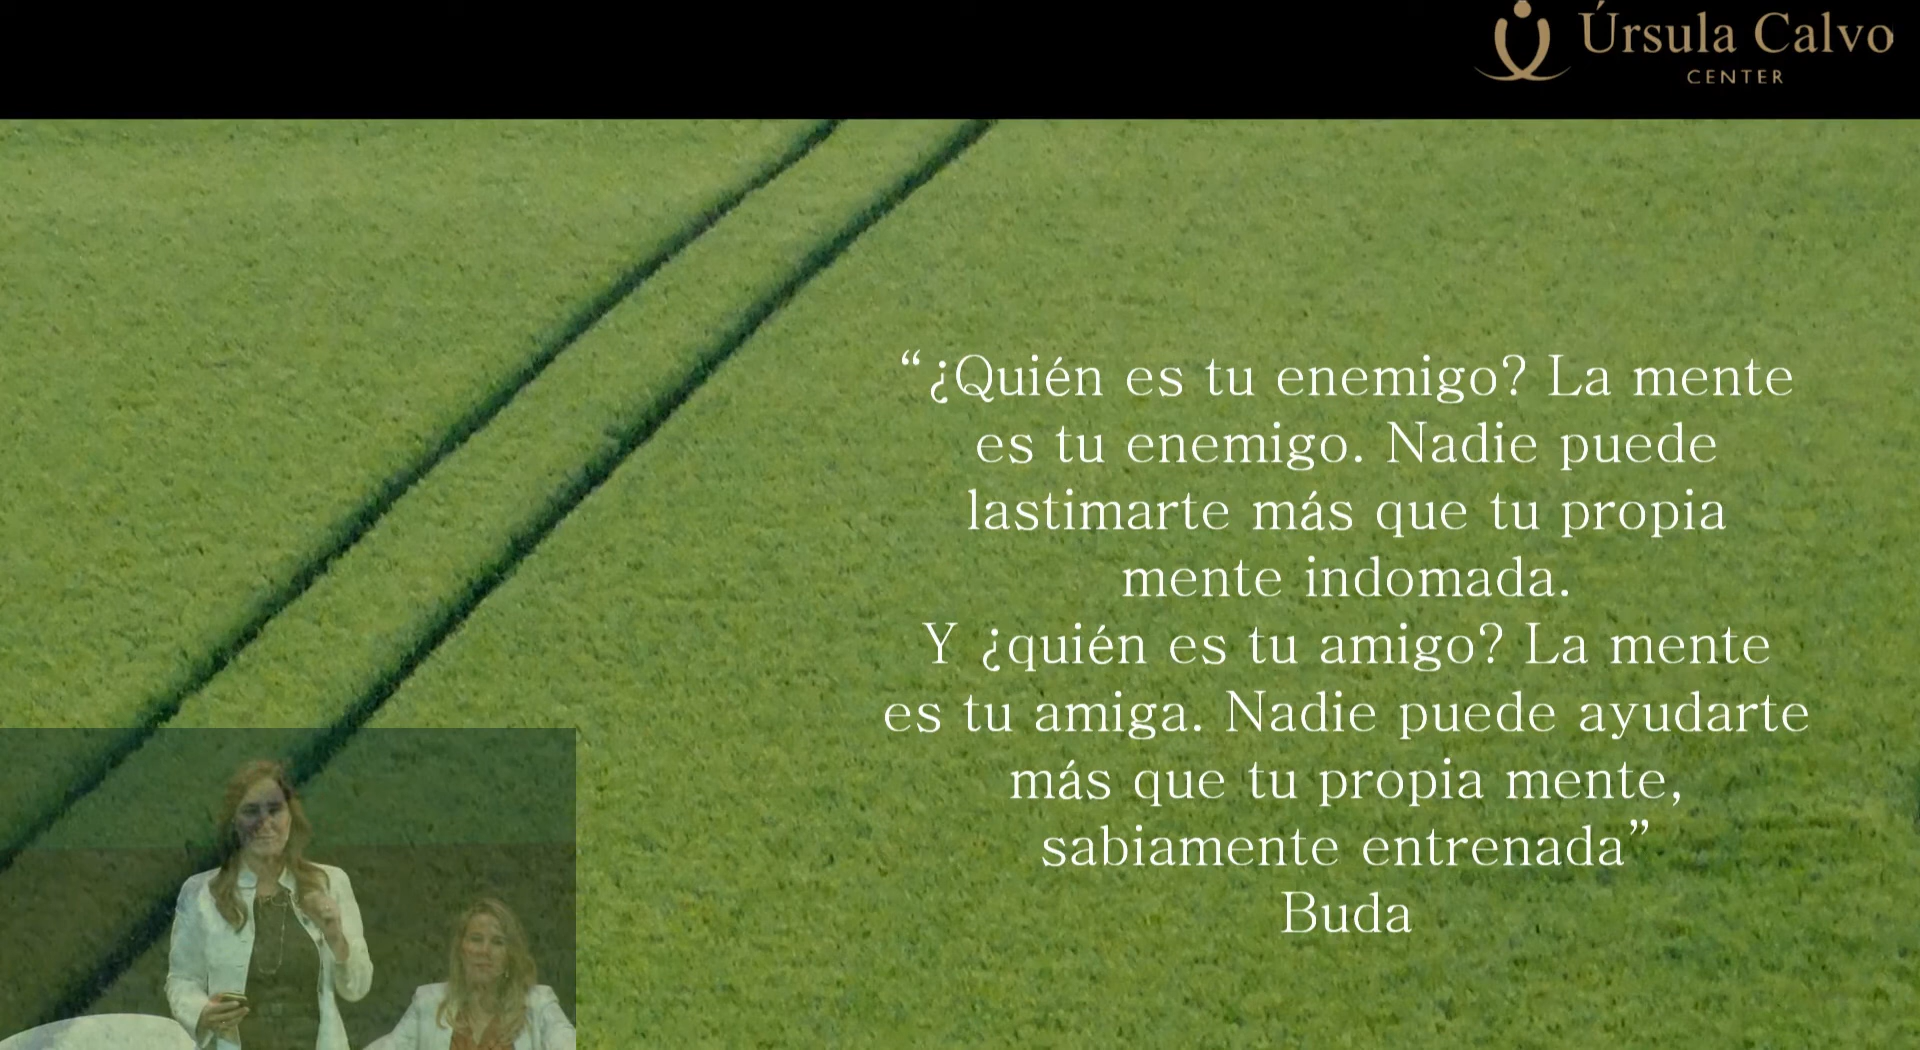 Úrsula Calvo
CENTER
“¿Quién es tu enemigo? La mente
es tu enemigo. Nadie puede
lastimarte más que tu propia
mente indomada.
Y ¿quién es tu amigo? La mente
es tu amiga. Nadie puede ayudarte
más que tu propia mente,
sabiamente entrenada”
Buda